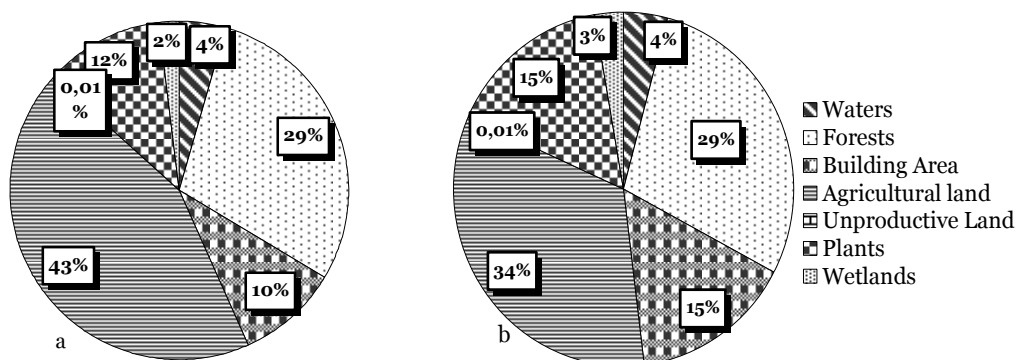 2%
4%
12%
0,01
%
29%
43%
10%
a
3%
4%
15%
0,01%
29%
34%
15%
b
Waters
Forests
Building Area
Agricultural land
Unproductive Land
Plants
Wetlands